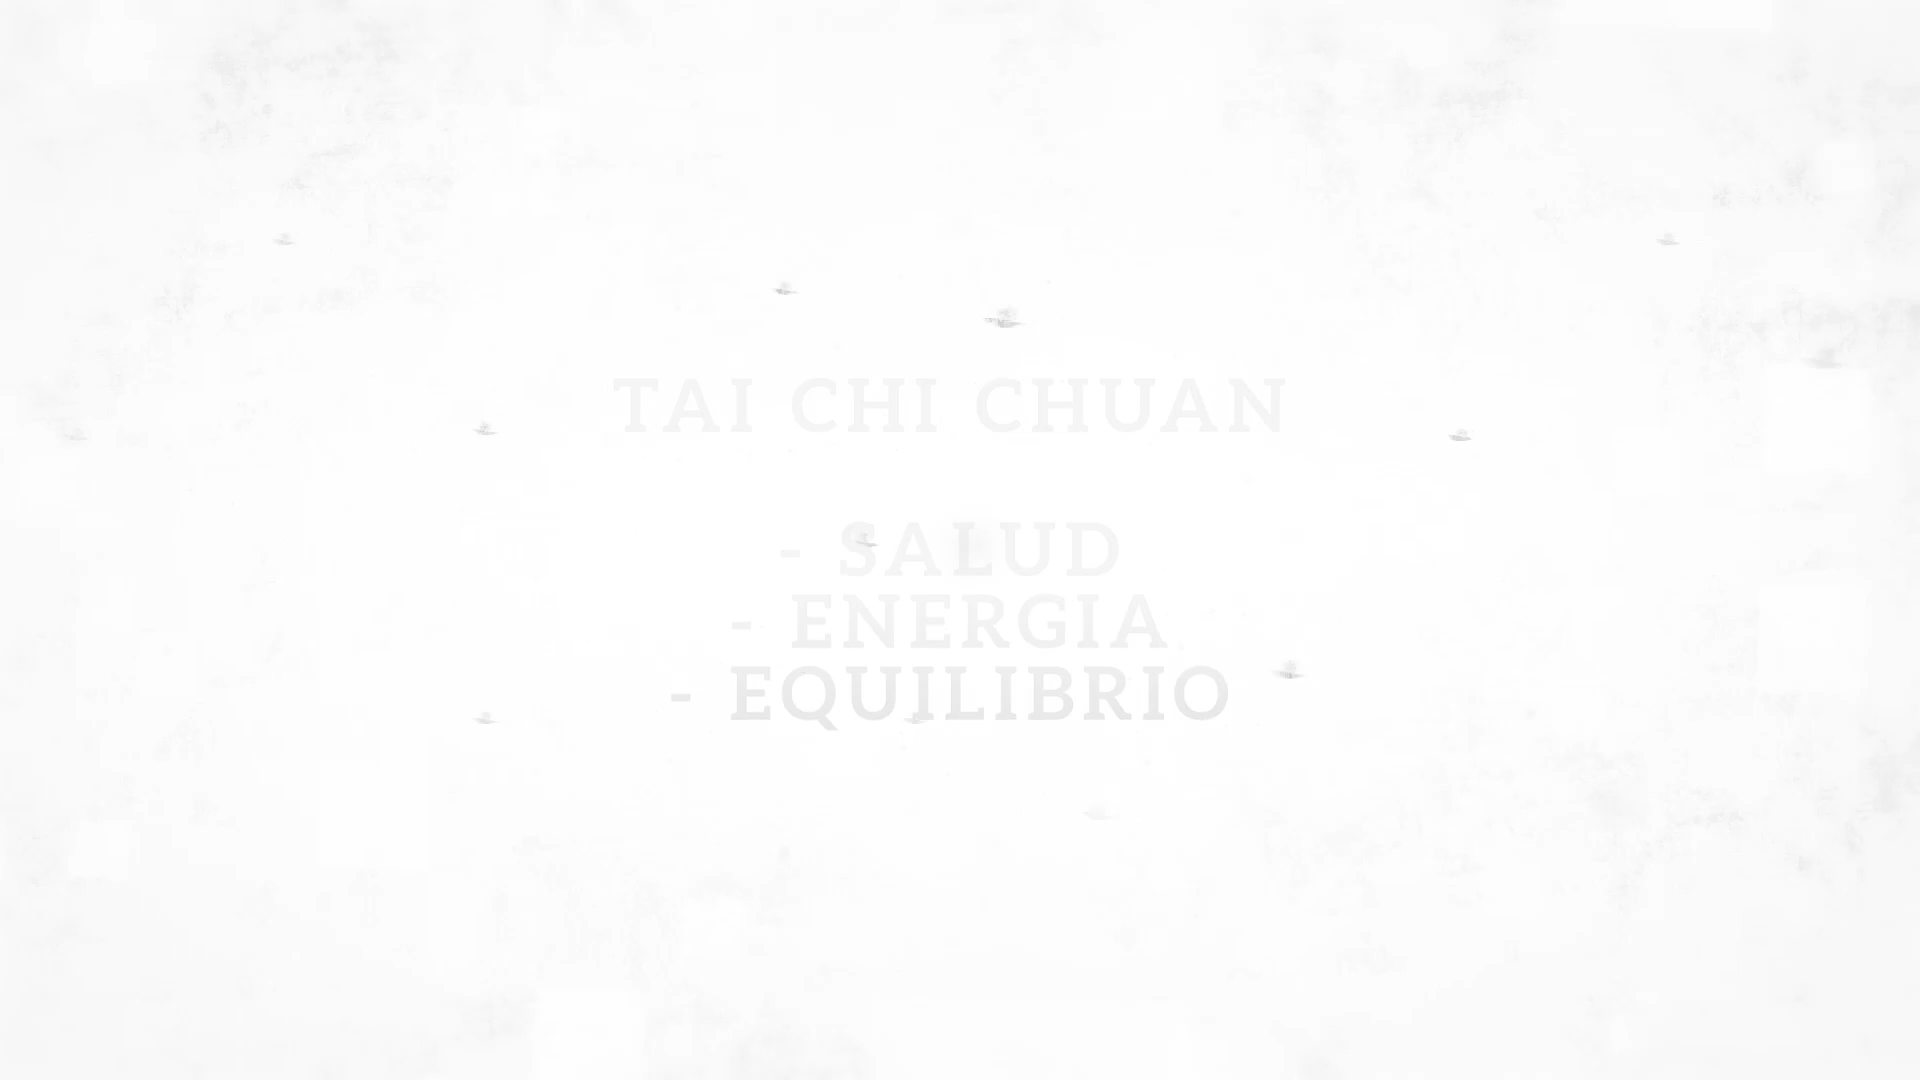 TAI CHI CHUAN
- SALUD
- ENERGIA
- EQUILIBRIO